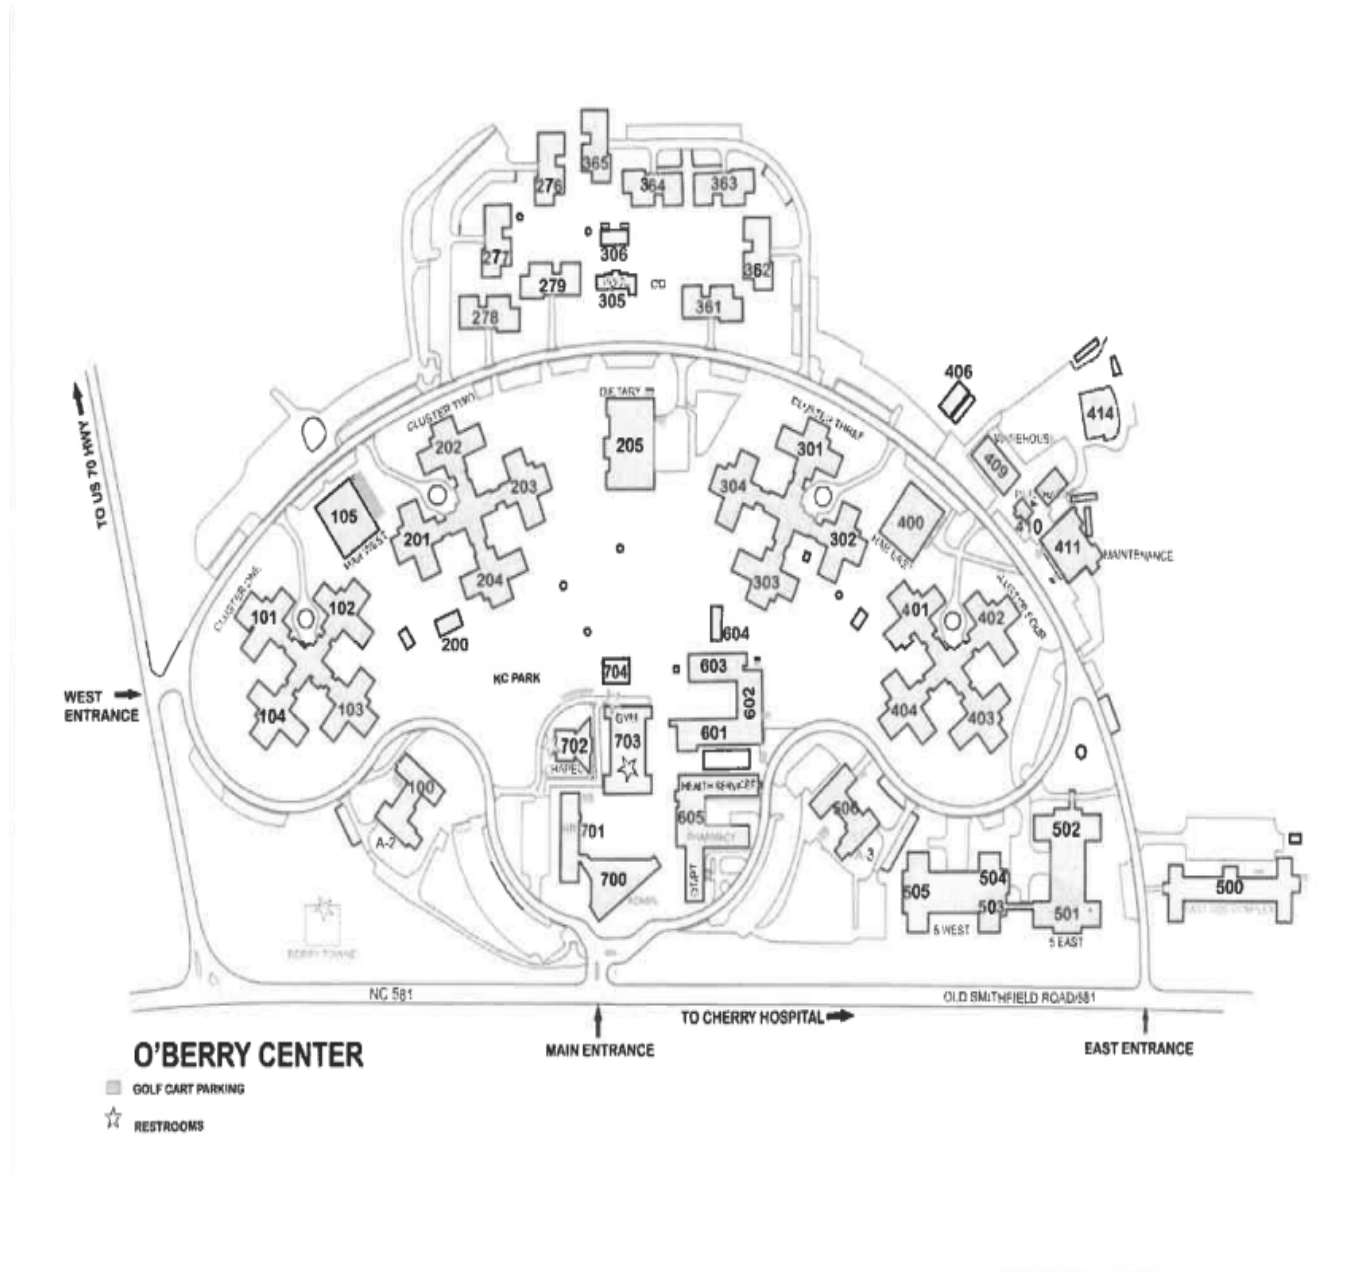 365
276
364
363
277
306
362
279
305
278
361
406
414
DIETARY
CLUSTER TWO
CLUSTER THREE
202
205
301
409
203
304
105
201
400
410
302
411
MAINTENANCE
204
303
TO US 70 HWY
CLUSTER ONE
CLUSTER FOUR
101
102
401
402
200
604
704
603
KC PARK
WEST
ENTRANCE
602
104
103
404
403
GYM
703
601
702
CHAPEL
100
HEALTH SERVICES
506
605
PHARMACY
701
A-2
A-3
502
700
ADMIN
505
504
503
501
500
5 EAST
BERRY TOWNE
NC 581
OLD SMITHFIELD ROAD/581
TO CHERRY HOSPITAL
MAIN ENTRANCE
EAST ENTRANCE
O'BERRY CENTER
GOLF CART PARKING
RESTROOMS